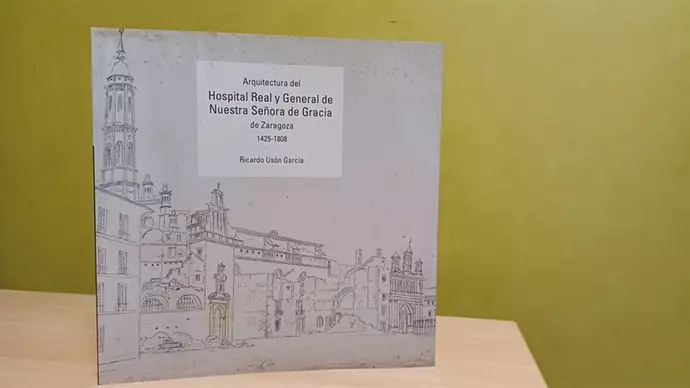 Arquitectura del
Hospital Real y General de
Nuestra Señora de Gracia
de Zaragoza
1425-1808
Ricardo Usón García